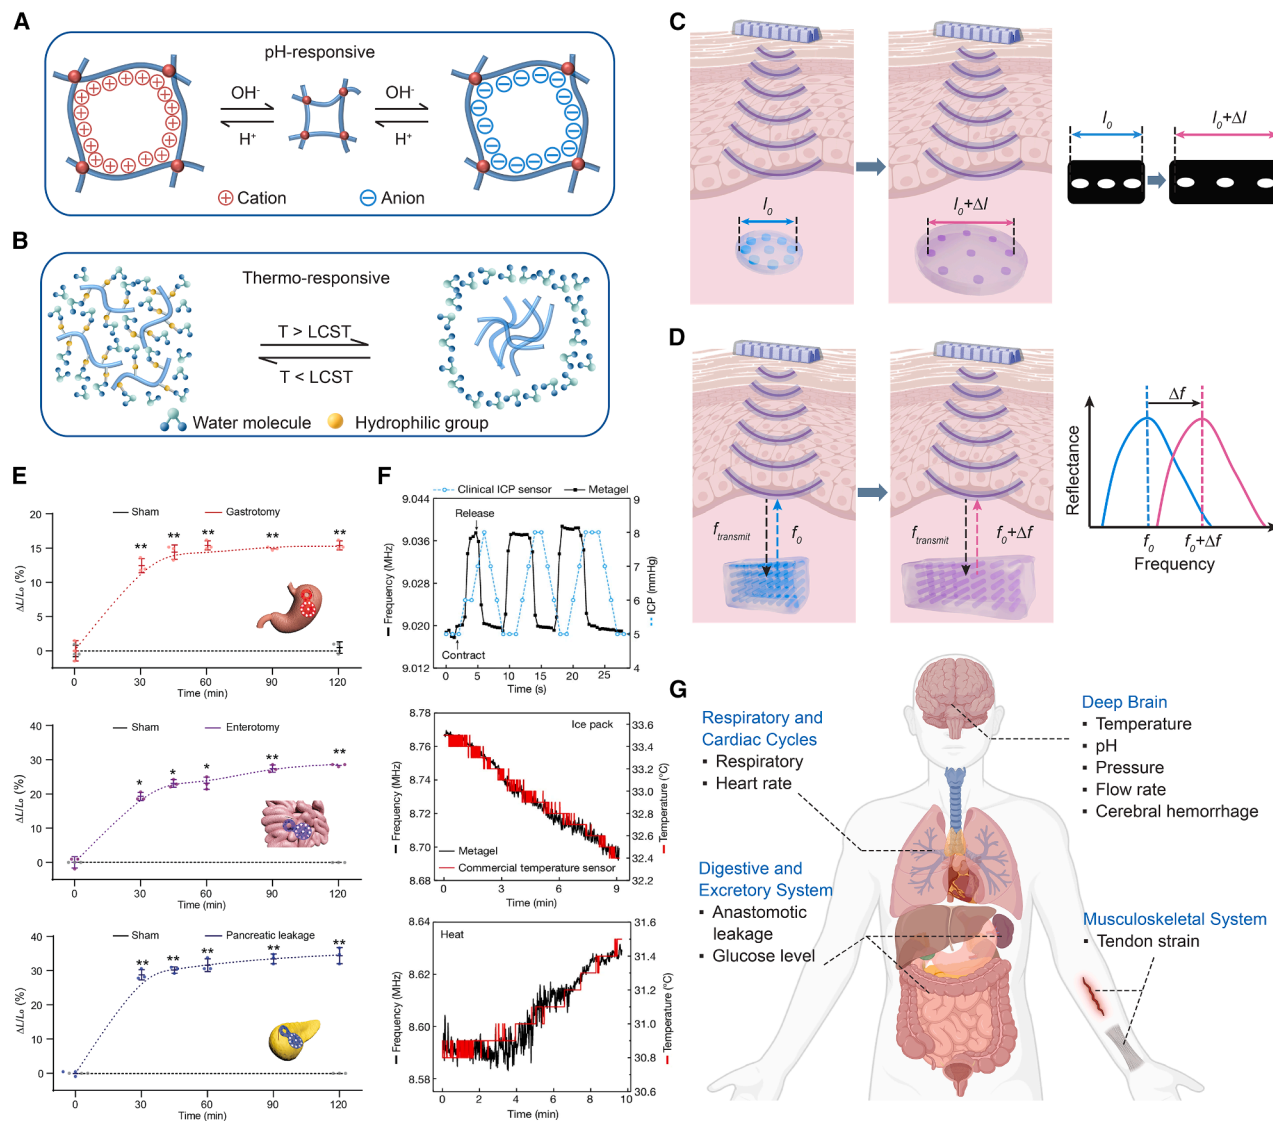 A
pH-responsive
OH-
H+
OH-
H+
Cation
Anion
B
Thermo-responsive
T > LCST
T < LCST
Water molecule
Hydrophilic group
C
l0
l0+Δl
l0
l0+Δl
D
ftransmit
f0
ftransmit
f0+Δf
Δf
Reflectance
f0
f0+Δf
Frequency
E
Sham
Gastrotomy
20
15
10
5
0
ΔL/L0 (%)
**
**
**
**
**
0
30
60
90
120
Time (min)
Sham
Enterotomy
40
30
20
10
0
ΔL/L0 (%)
*
*
*
**
**
0
30
60
90
120
Time (min)
Sham
Pancreatic leakage
40
30
20
10
0
ΔL/L0 (%)
**
**
**
**
**
0
30
60
90
120
Time (min)
F
Clinical ICP sensor
Metagel
9.044
9.036
9.028
9.020
9.012
Frequency (MHz)
Release
Contract
9
8
7
6
5
4
ICP (mmHg)
0
5
10
15
20
25
Time (s)
8.78
8.76
8.74
8.72
8.70
8.68
Frequency (MHz)
Ice pack
Metagel
Commercial temperature sensor
33.6
33.4
33.2
33.0
32.8
32.6
32.4
32.2
Temperature (°C)
0
3
6
9
Time (min)
8.64
8.62
8.60
8.58
Frequency (MHz)
Heat
31.6
31.4
31.2
31.0
30.8
30.6
Temperature (°C)
0
2
4
6
8
10
Time (min)
G
Respiratory and
Cardiac Cycles
▪ Respiratory
▪ Heart rate
Digestive and
Excretory System
▪ Anastomotic
leakage
▪ Glucose level
Deep Brain
▪ Temperature
▪ pH
▪ Pressure
▪ Flow rate
▪ Cerebral hemorrhage
Musculoskeletal System
▪ Tendon strain